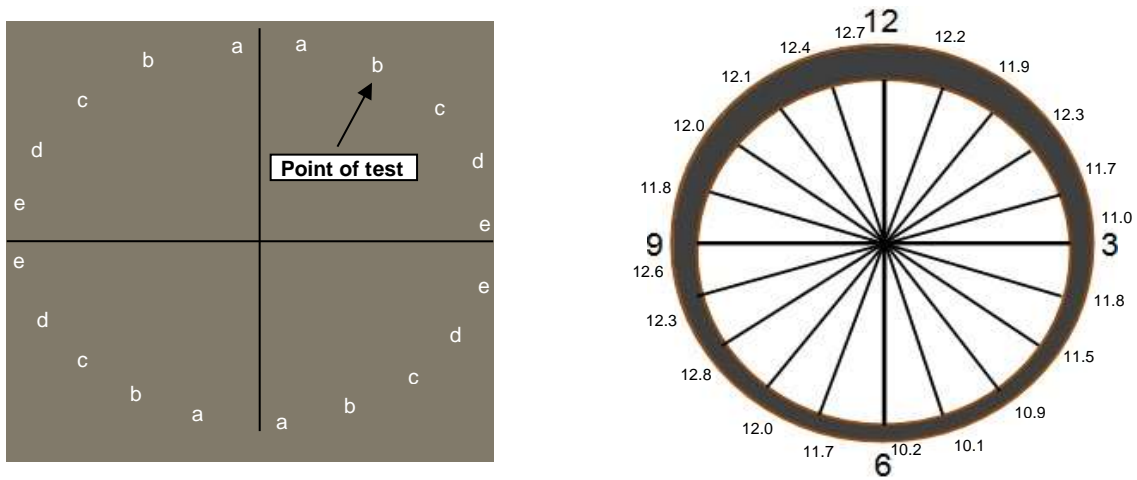 a a
b b
c c
d d
e e
Point of test
e e
d d
c c
b b
a a
12
12.7 12.2
12.4 11.9
12.1 12.3
12.0 11.7
11.8 11.0
9 3
12.6 11.8
12.3 11.5
12.8 10.9
12.0 10.1
11.7 10.2
6